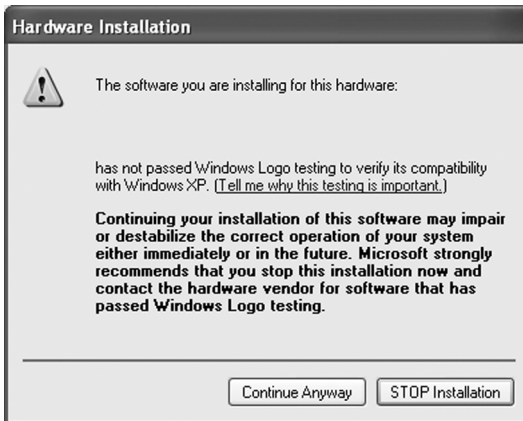 Hardware Installation
The software you are installing for this hardware:
has not passed Windows Logo testing to verify its compatibility
with Windows XP. (Tell me why this testing is important.)
Continuing your installation of this software may impair
or destabilize the correct operation of your system
either immediately or in the future. Microsoft strongly
recommends that you stop this installation now and
contact the hardware vendor for software that has
passed Windows Logo testing.
Continue Anyway
STOP Installation